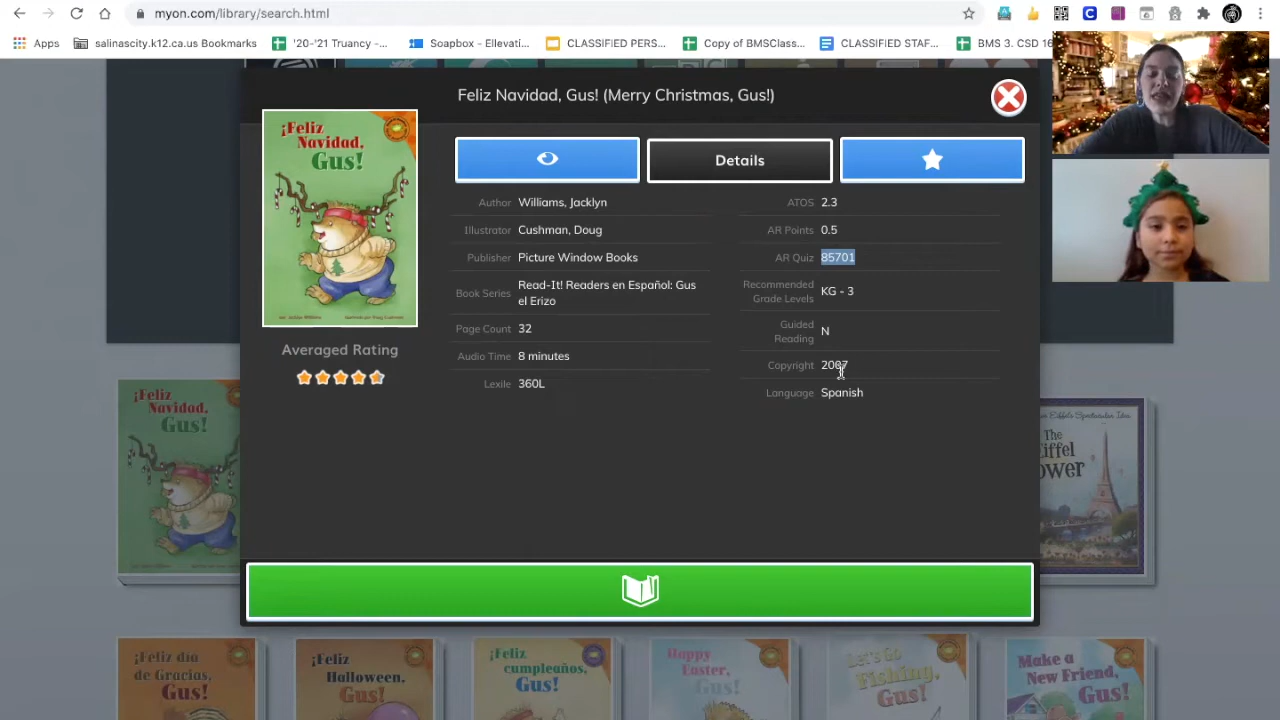 myon.com/library/search.html
Apps
salinascity.k12.ca.us Bookmarks
'20-'21 Truancy -...
Soapbox - Ellevati...
CLASSIFIED PERS...
Copy of BMSClass...
CLASSIFIED STAF...
BMS 3. CSD 16
Feliz Navidad, Gus! (Merry Christmas, Gus!)
¡Feliz
Navidad,
Gus!
Details
Author Williams, Jacklyn
Illustrator Cushman, Doug
Publisher Picture Window Books
Book Series Read-It! Readers en Español: Gus
el Erizo
Page Count 32
Audio Time 8 minutes
Lexile 360L
ATOS 2.3
AR Points 0.5
AR Quiz 85701
Recommended
Grade Levels KG - 3
Guided
Reading N
Copyright 2007
Language Spanish
Averaged Rating
¡Feliz
Navidad,
Gus!
The
Eiffel
Tower
¡Feliz día
de Gracias,
Gus!
¡Feliz
Halloween,
Gus!
¡Feliz
cumpleaños,
Gus!
Happy
Easter,
Gus!
Let's Go
Fishing,
Gus!
Make a
New Friend,
Gus!